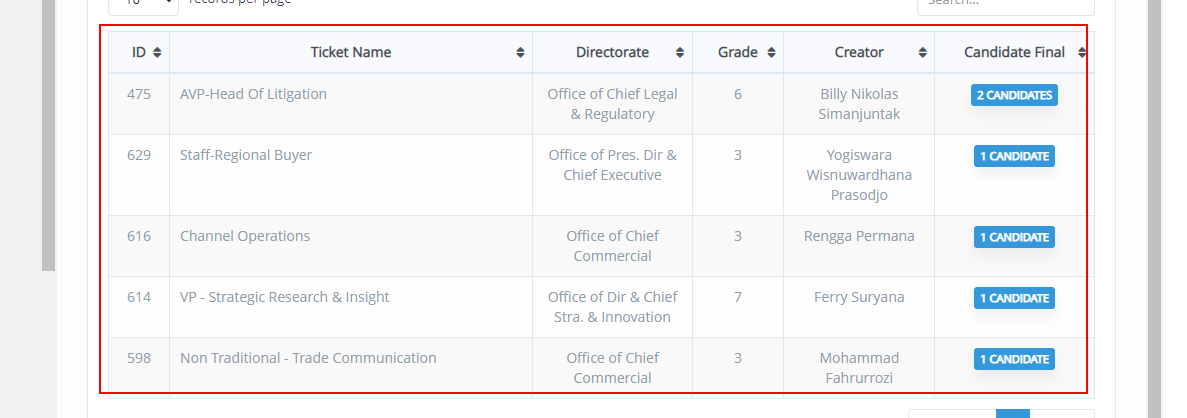 10 records per page Search...
ID Ticket Name Directorate Grade Creator Candidate Final
475 AVP-Head Of Litigation Office of Chief Legal 6 Billy Nikolas 2 CANDIDATES
& Regulatory Simanjuntak
629 Staff-Regional Buyer Office of Pres. Dir & 3 Yogiswara 1 CANDIDATE
Chief Executive Wisnuwardhana
Prasodjo
616 Channel Operations Office of Chief 3 Rengga Permana 1 CANDIDATE
Commercial
614 VP - Strategic Research & Insight Office of Dir & Chief 7 Ferry Suryana 1 CANDIDATE
Stra. & Innovation
598 Non Traditional - Trade Communication Office of Chief 3 Mohammad 1 CANDIDATE
Commercial Fahrurrozi